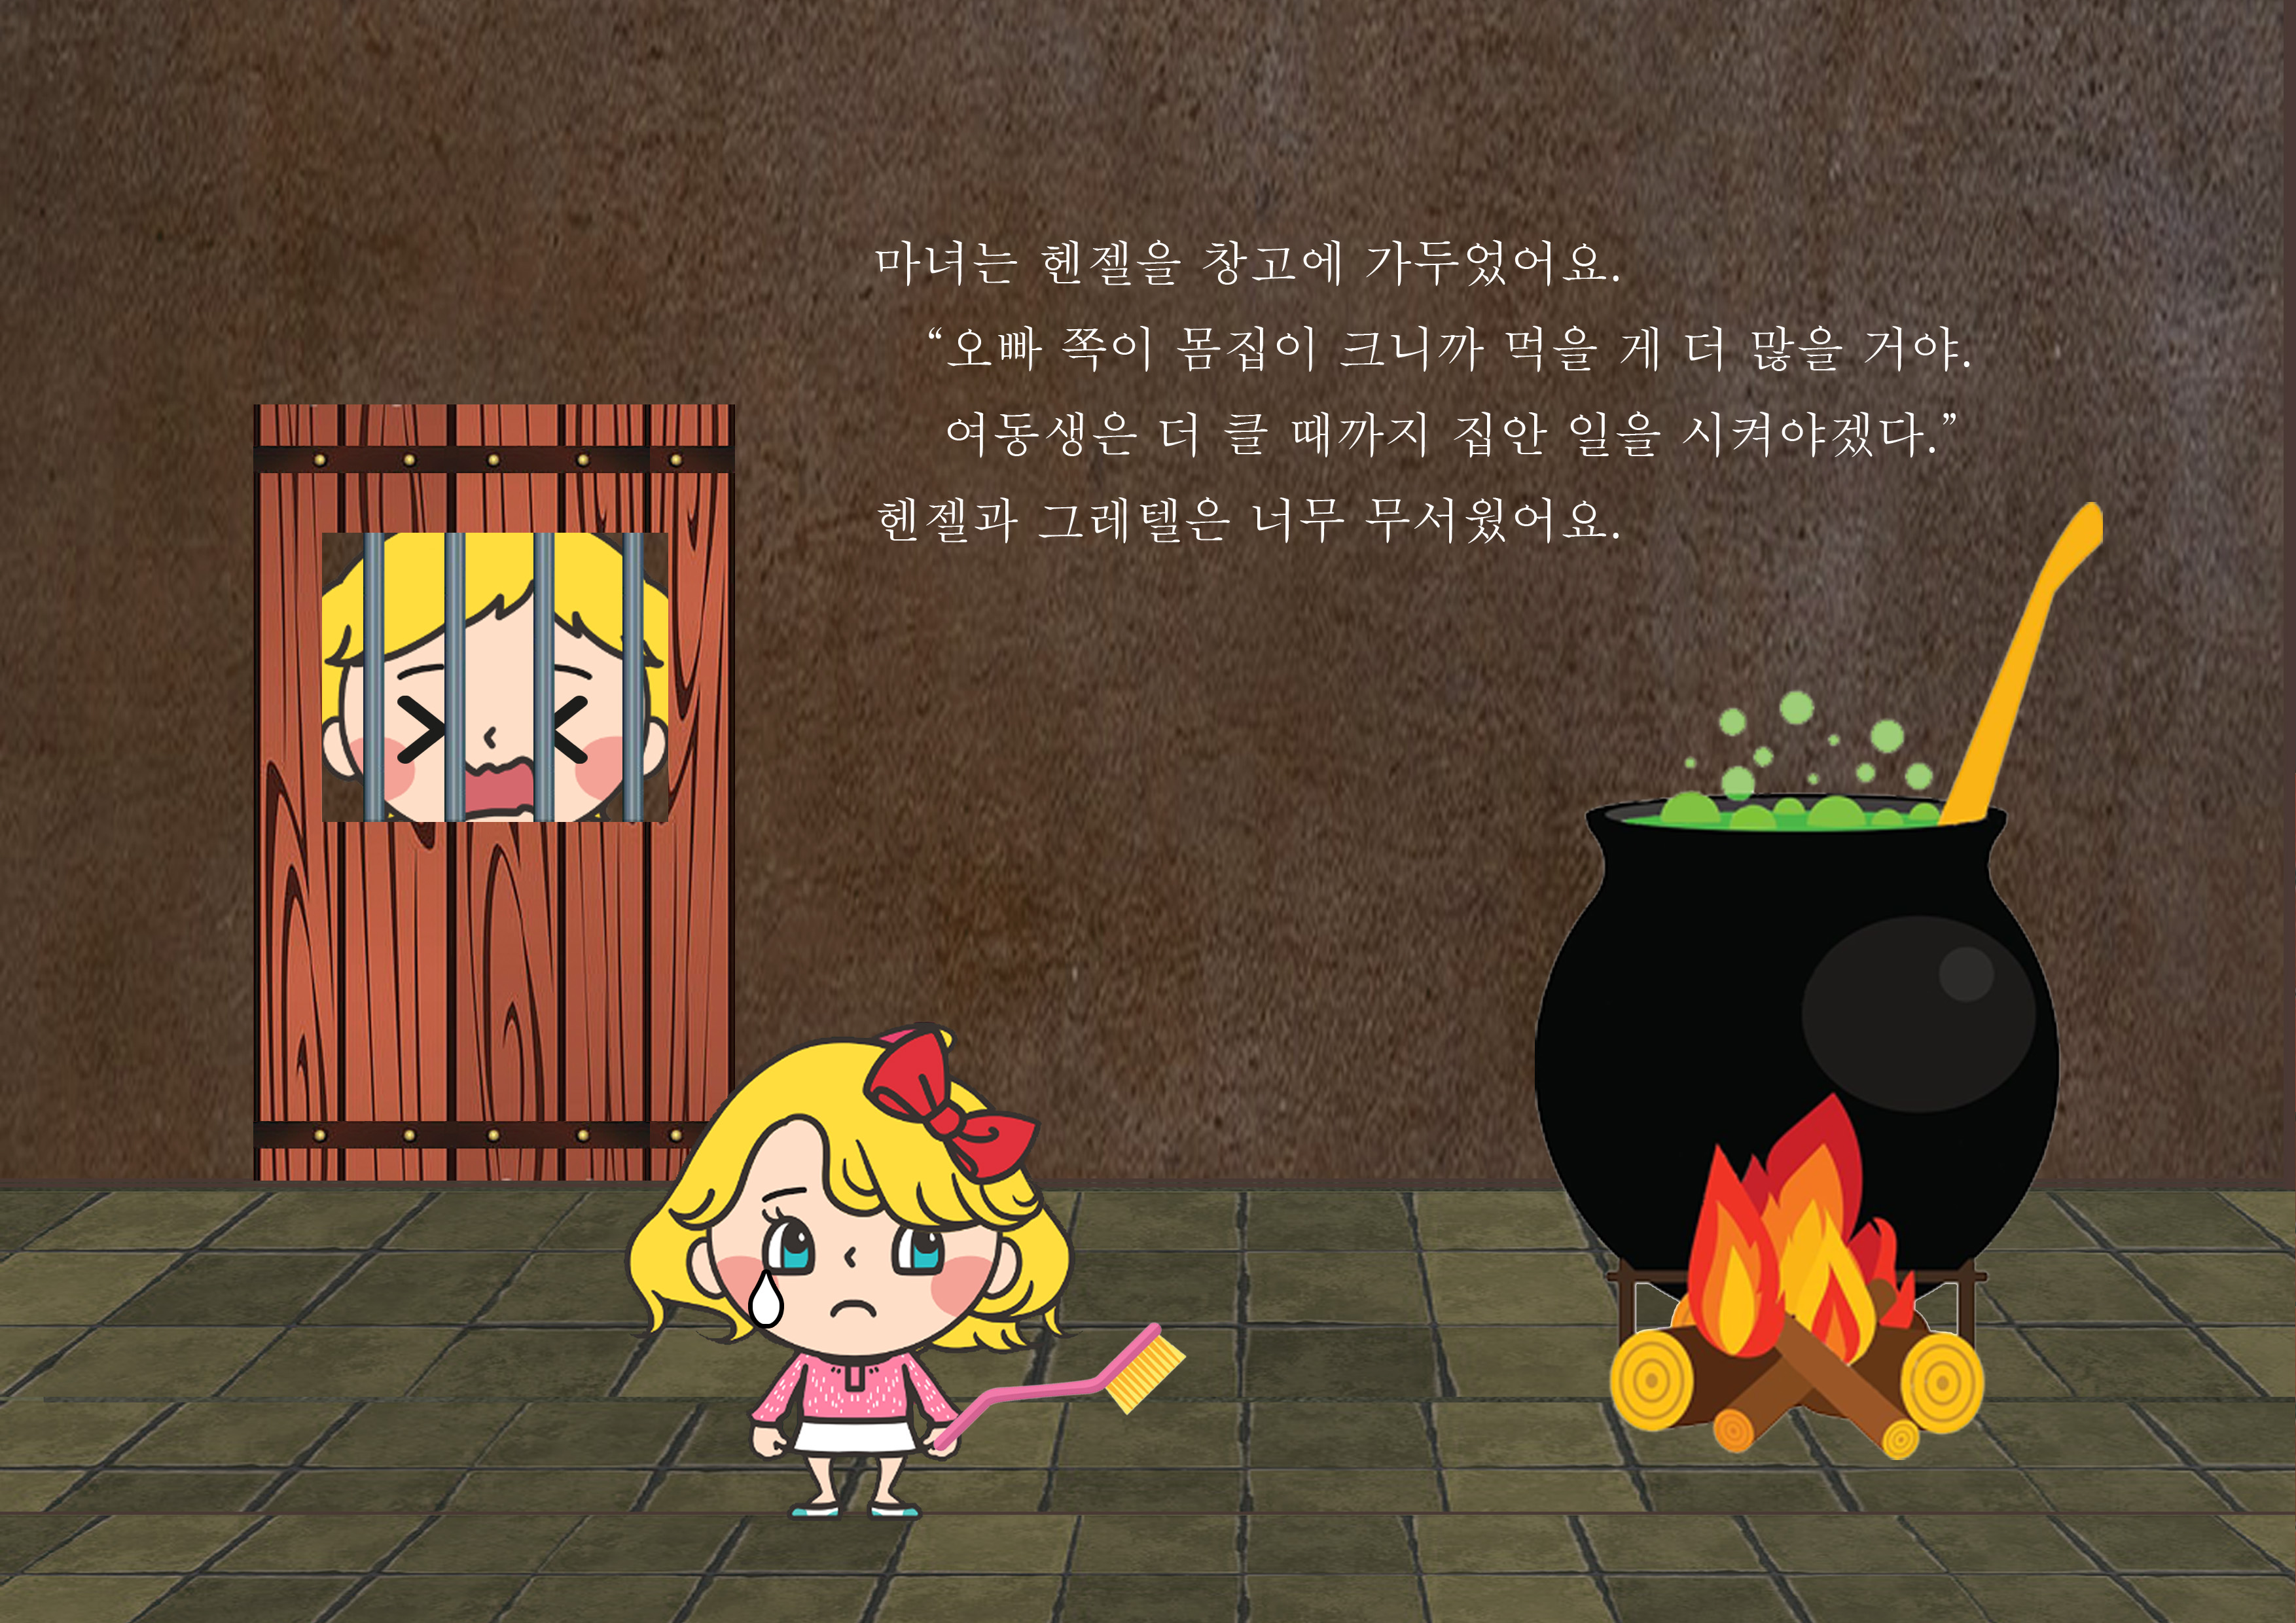 마녀는 헨젤을 창고에 가두었어요.
“오빠 쪽이 몸집이 크니까 먹을 게 더 많을 거야.
여동생은 더 클 때까지 집안 일을 시켜야겠다.”
헨젤과 그레텔은 너무 무서웠어요.